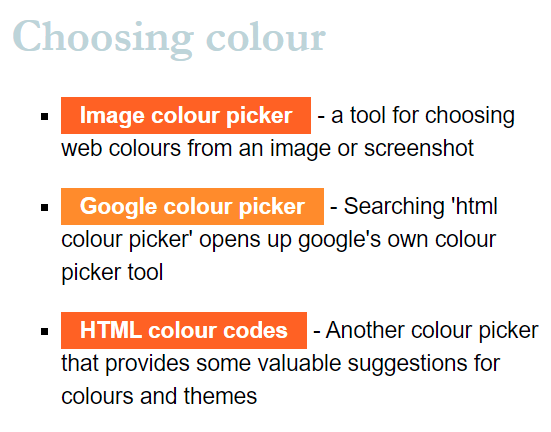 Choosing colour
Image colour picker - a tool for choosing
web colours from an image or screenshot
Google colour picker - Searching 'html
colour picker' opens up google's own colour
picker tool
HTML colour codes - Another colour picker
that provides some valuable suggestions for
colours and themes